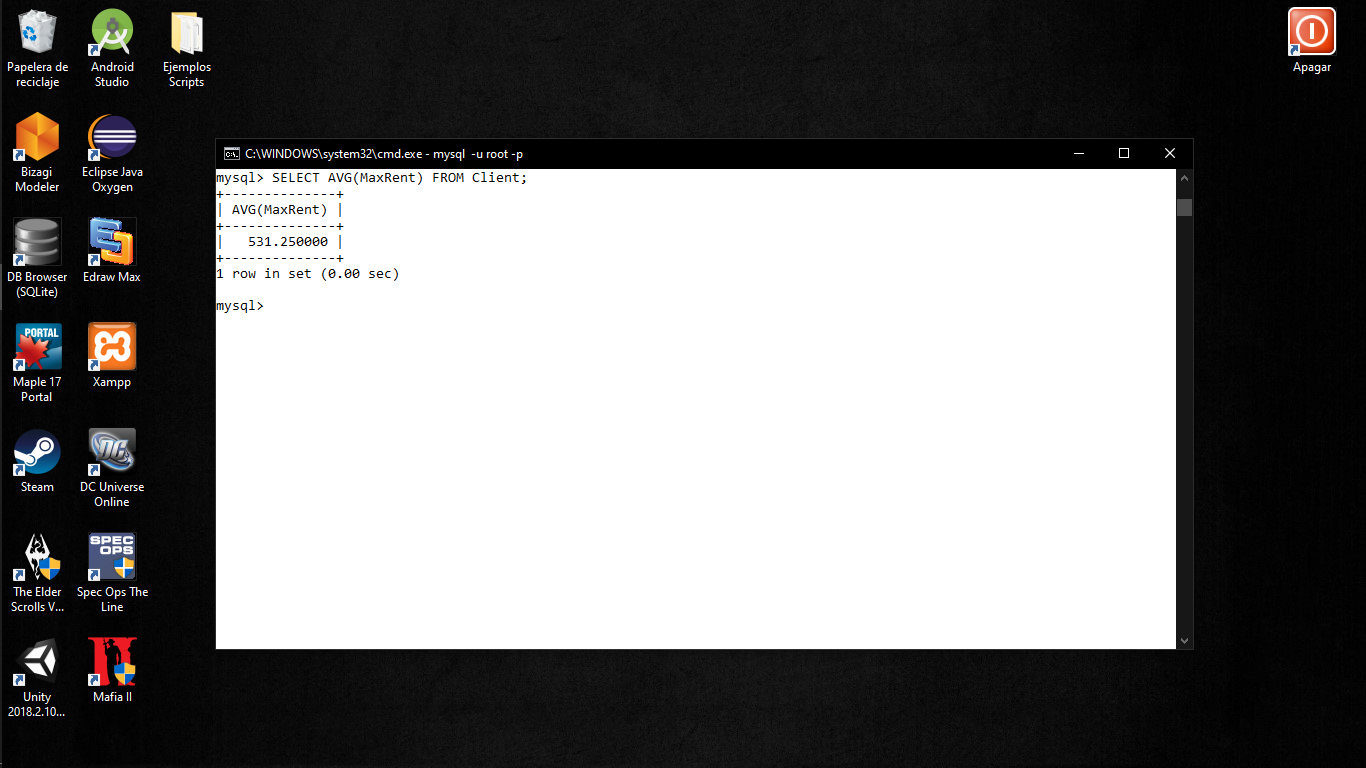 Papelera de
reciclaje
Android
Studio
Ejemplos
Scripts
Apagar
Bizagi
Modeler
Eclipse Java
Oxygen
DB Browser
(SQLite)
Edraw Max
PORTAL
Maple 17
Portal
Xampp
Steam
DC
DC Universe
Online
The Elder
Scrolls V...
SPEC
OPS
Spec Ops The
Line
Unity
2018.2.10...
II
Mafia II
C:\WINDOWS\system32\cmd.exe - mysql  -u root -p
mysql> SELECT AVG(MaxRent) FROM Client;
+--------------+
| AVG(MaxRent) |
+--------------+
|   531.250000 |
+--------------+
1 row in set (0.00 sec)
mysql>